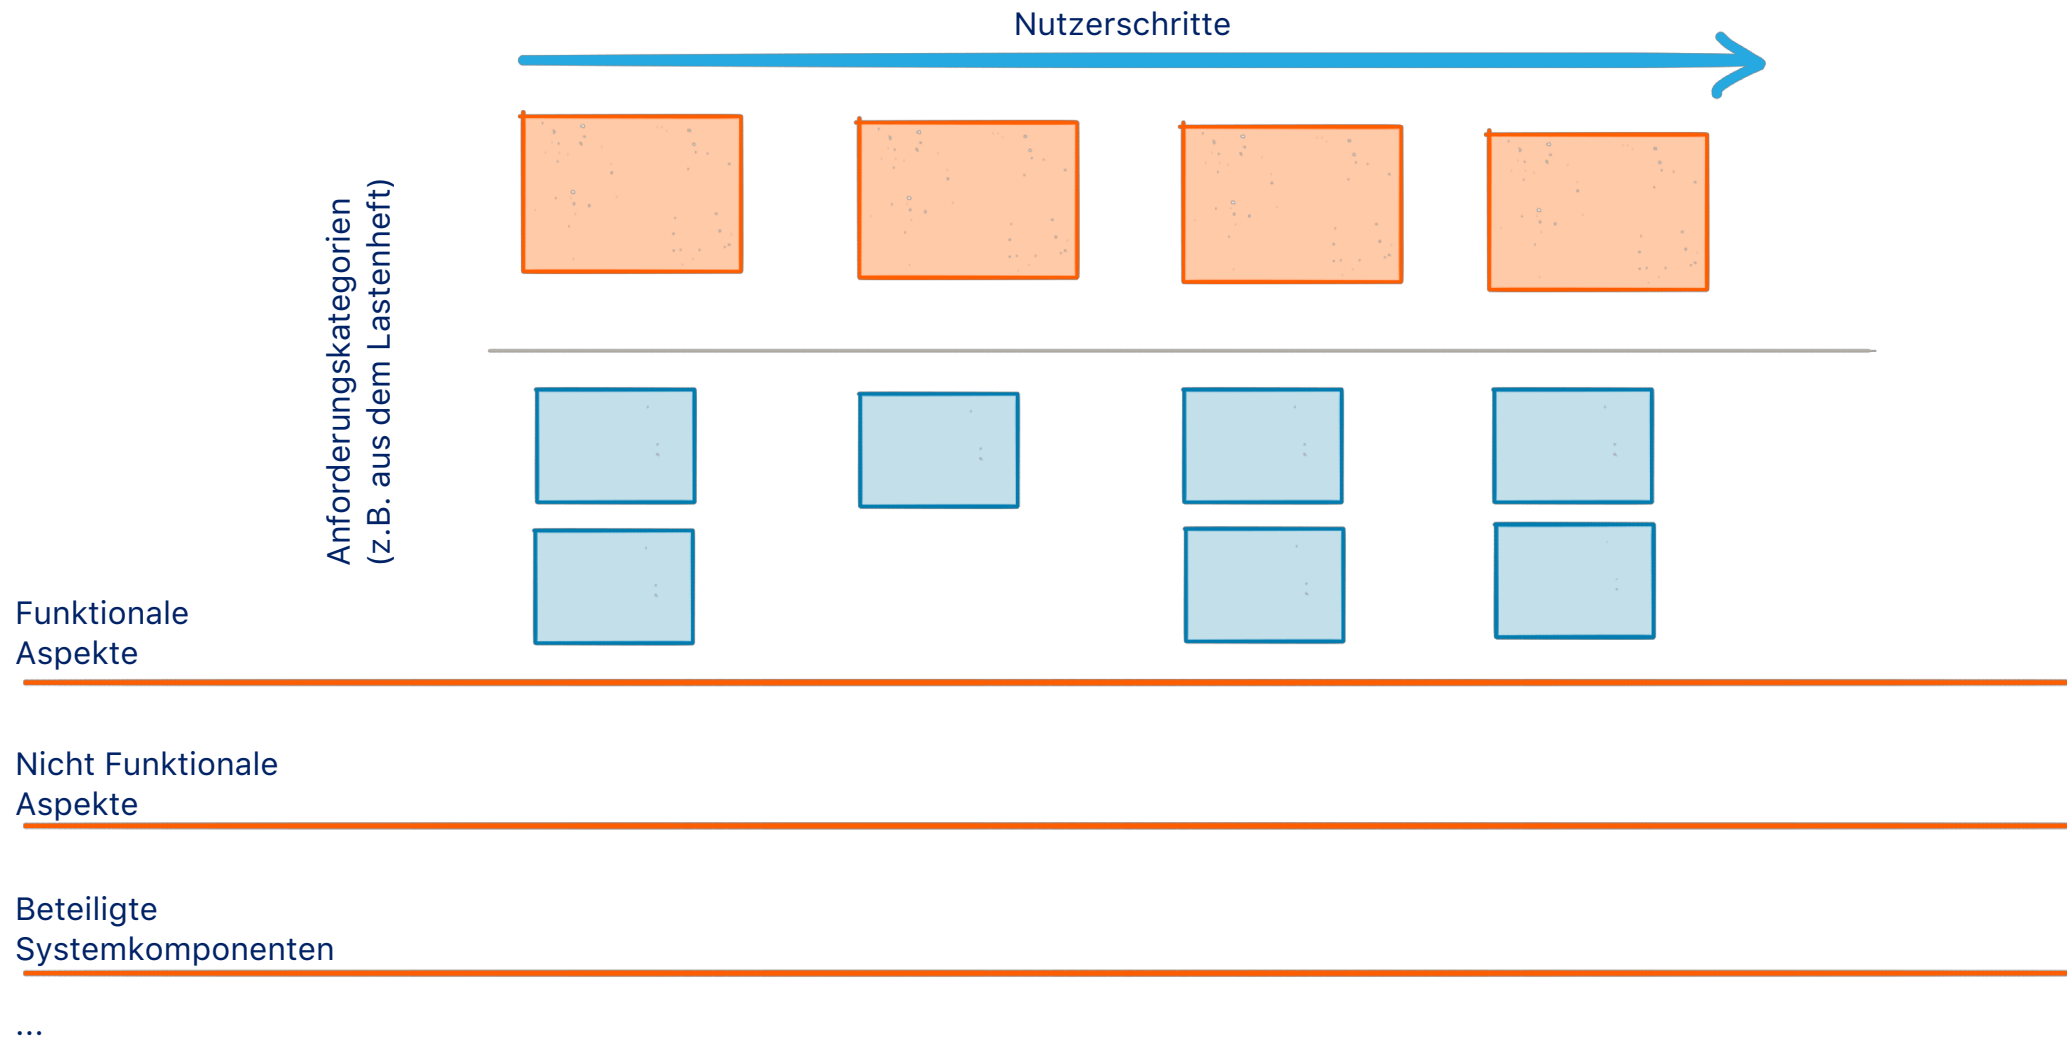 Nutzerschritte
Anforderungskategorien
(z.B. aus dem Lastenheft)
Funktionale
Aspekte
Nicht Funktionale
Aspekte
Beteiligte
Systemkomponenten
...